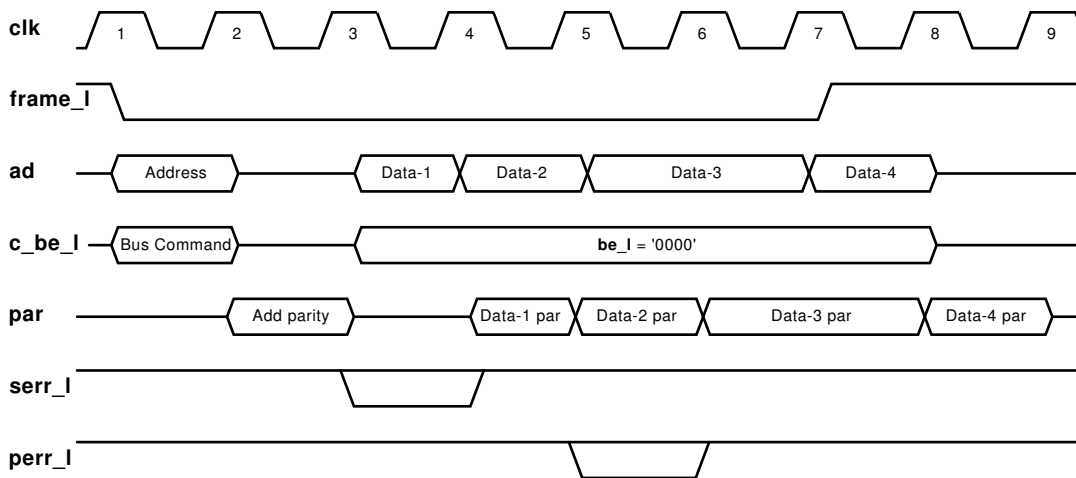 clk 1 2 3 4 5 6 7 8 9
frame_l
ad Address Data-1 Data-2 Data-3 Data-4
c_be_l Bus Command be_l = '0000'
par Add parity Data-1 par Data-2 par Data-3 par Data-4 par
serr_l
perr_l